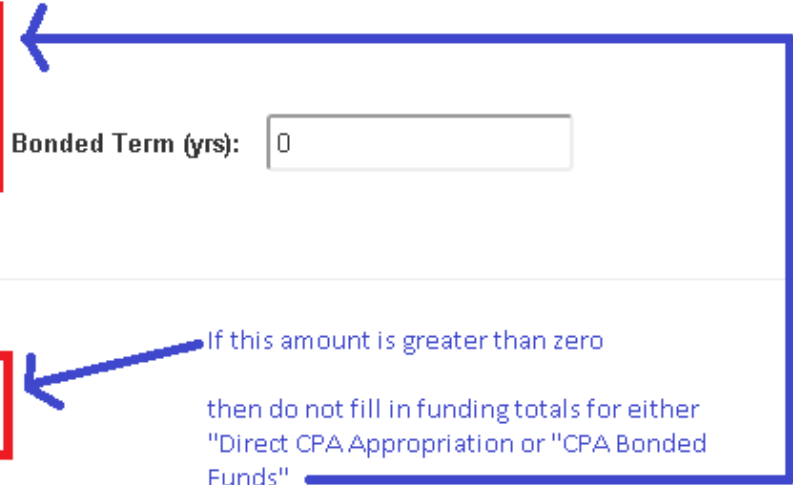 Bonded Term (yrs): 0
If this amount is greater than zero
then do not fill in funding totals for either
"Direct CPA Appropriation or "CPA Bonded
Funds"